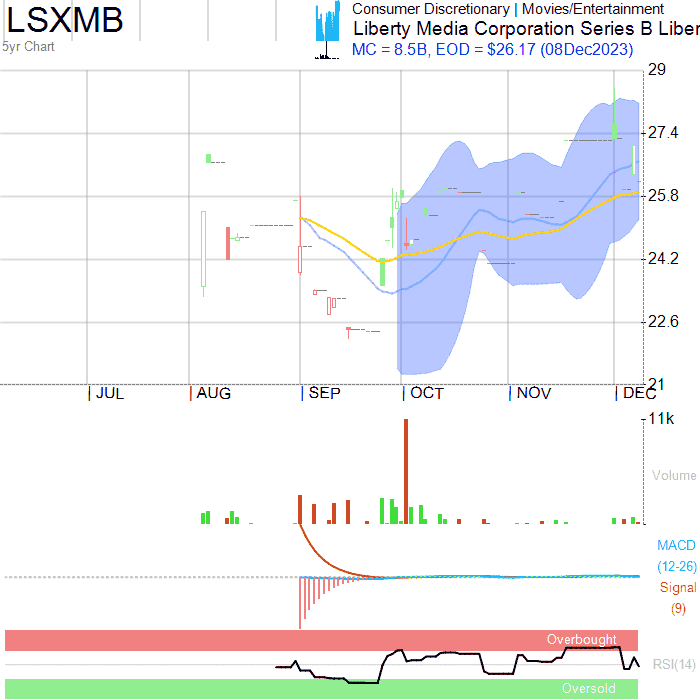 LSXMB
5yr Chart
Consumer Discretionary | Movies/Entertainment
Liberty Media Corporation Series B Liber
MC = 8.5B, EOD = $26.17 (08Dec2023)
29
27.4
25.8
24.2
22.6
21
JUL
AUG
SEP
OCT
NOV
DEC
11k
Volume
MACD
(12-26)
Signal
(9)
Overbought
RSI(14)
Oversold